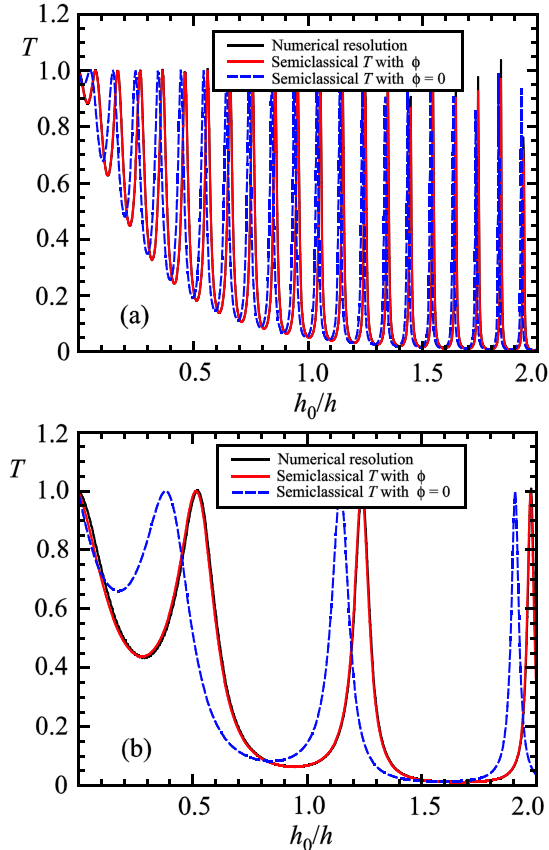 1.2
Numerical resolution
T
Semiclassical T with ϕ
1.0
Semiclassical T with ϕ = 0
0.8
0.6
0.4
0.2
(a)
0
0.5
1.0
1.5
2.0
h0/h
1.2
T
Numerical resolution
Semiclassical T with ϕ
1.0
Semiclassical T with ϕ = 0
0.8
0.6
0.4
0.2
(b)
0
0.5
1.0
1.5
2.0
h0/h